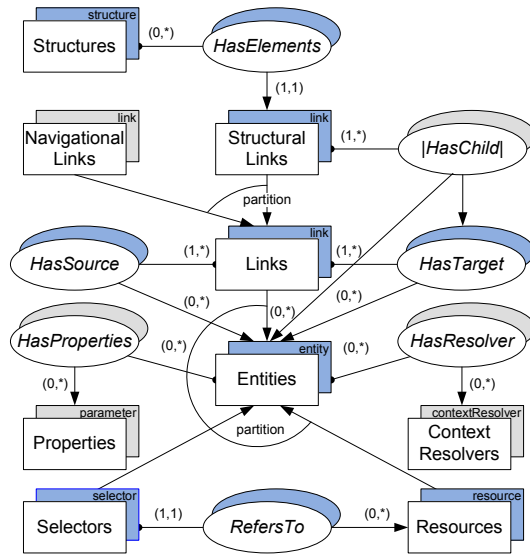 structure
(0,*)
Structures
HasElements
(1,1)
link
link
Navigational
Links
Structural
Links
(1,*)
|HasChild|
partition
link
(1,*)
(1,*)
HasSource
Links
HasTarget
(0,*)
(0,*)
(0,*)
HasProperties
(0,*)
entity
(0,*)
HasResolver
Entities
(0,*)
(0,*)
parameter
contextResolver
Properties
partition
Context
Resolvers
selector
(1,1)
(0,*)
resource
Selectors
RefersTo
Resources